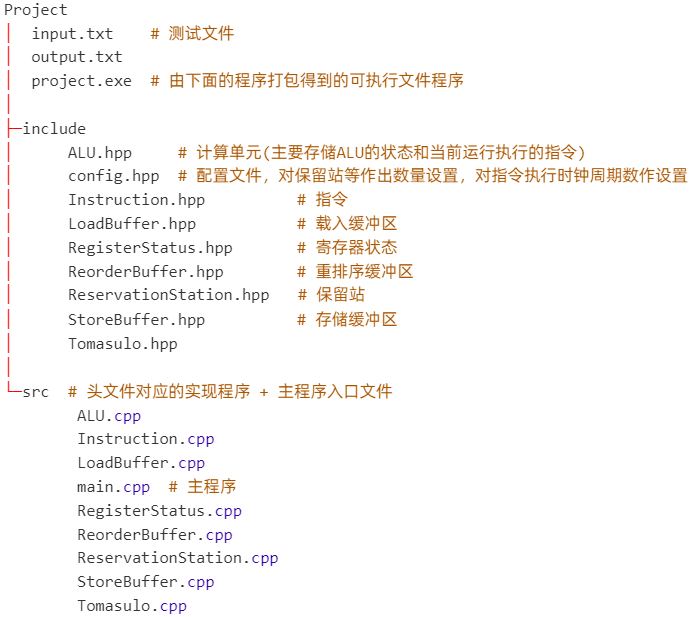 Project
│  input.txt    # 测试文件
│  output.txt
│  project.exe  # 由下面的程序打包得到的可执行文件程序
│
├─include
│      ALU.hpp     # 计算单元(主要存储ALU的状态和当前运行执行的指令)
│      config.hpp  # 配置文件，对保留站等作出数量设置，对指令执行时钟周期数作设置
│      Instruction.hpp          # 指令
│      LoadBuffer.hpp           # 载入缓冲区
│      RegisterStatus.hpp       # 寄存器状态
│      ReorderBuffer.hpp        # 重排序缓冲区
│      ReservationStation.hpp   # 保留站
│      StoreBuffer.hpp          # 存储缓冲区
│      Tomasulo.hpp
│
└─src  # 头文件对应的实现程序 + 主程序入口文件
        ALU.cpp
        Instruction.cpp
        LoadBuffer.cpp
        main.cpp  # 主程序
        RegisterStatus.cpp
        ReorderBuffer.cpp
        ReservationStation.cpp
        StoreBuffer.cpp
        Tomasulo.cpp